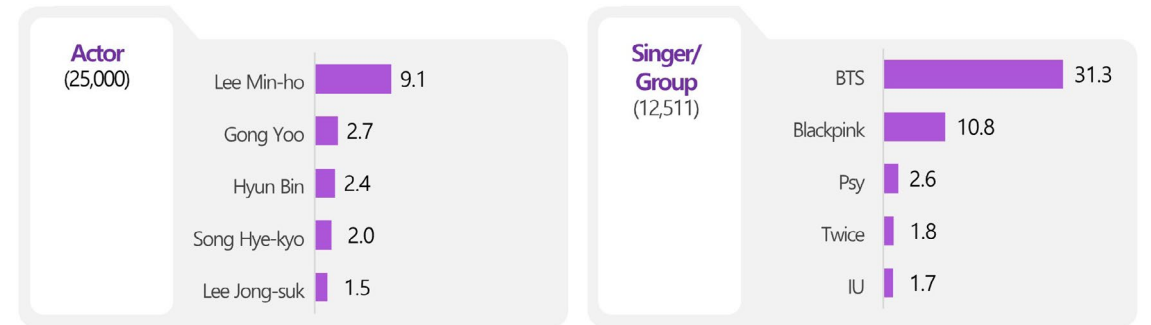 Actor
(25,000)
Lee Min-ho 9.1
Gong Yoo 2.7
Hyun Bin 2.4
Song Hye-kyo 2.0
Lee Jong-suk 1.5
Singer/
Group
(12,511)
BTS 31.3
Blackpink 10.8
Psy 2.6
Twice 1.8
IU 1.7